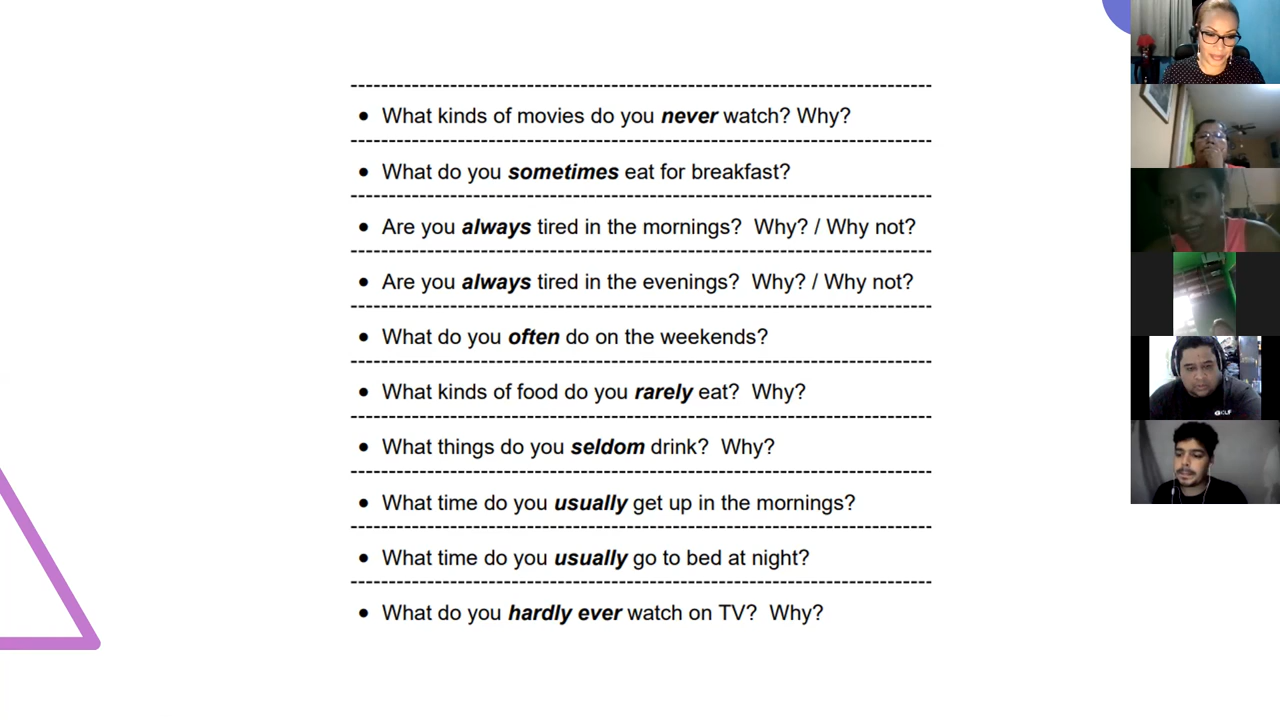 • What kinds of movies do you never watch? Why?
• What do you sometimes eat for breakfast?
• Are you always tired in the mornings?  Why? / Why not?
• Are you always tired in the evenings?  Why? / Why not?
• What do you often do on the weekends?
• What kinds of food do you rarely eat?  Why?
• What things do you seldom drink?  Why?
• What time do you usually get up in the mornings?
• What time do you usually go to bed at night?
• What do you hardly ever watch on TV?  Why?